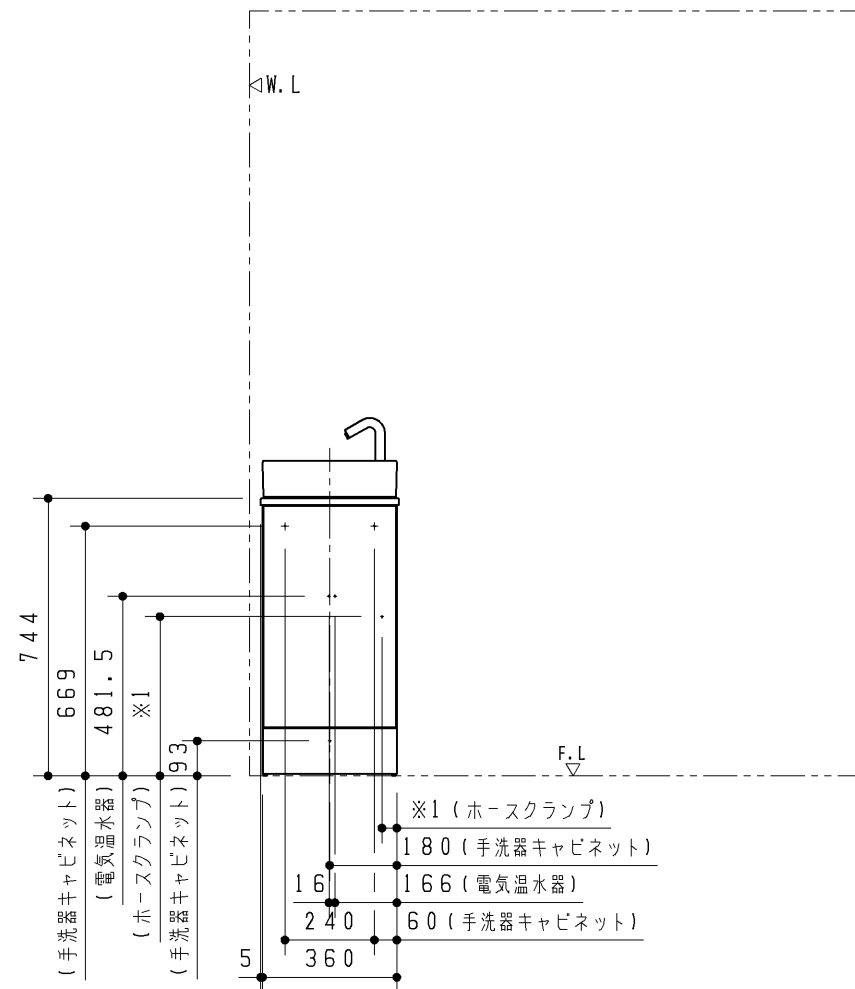 W.L
744
669
(手洗器キャビネット)
481.5
(電気温水器)
※1
(ホースクランプ)
93
(手洗器キャビネット)
F.L
※1(ホースクランプ)
180(手洗器キャビネット)
16
166(電気温水器)
240
60(手洗器キャビネット)
5
360